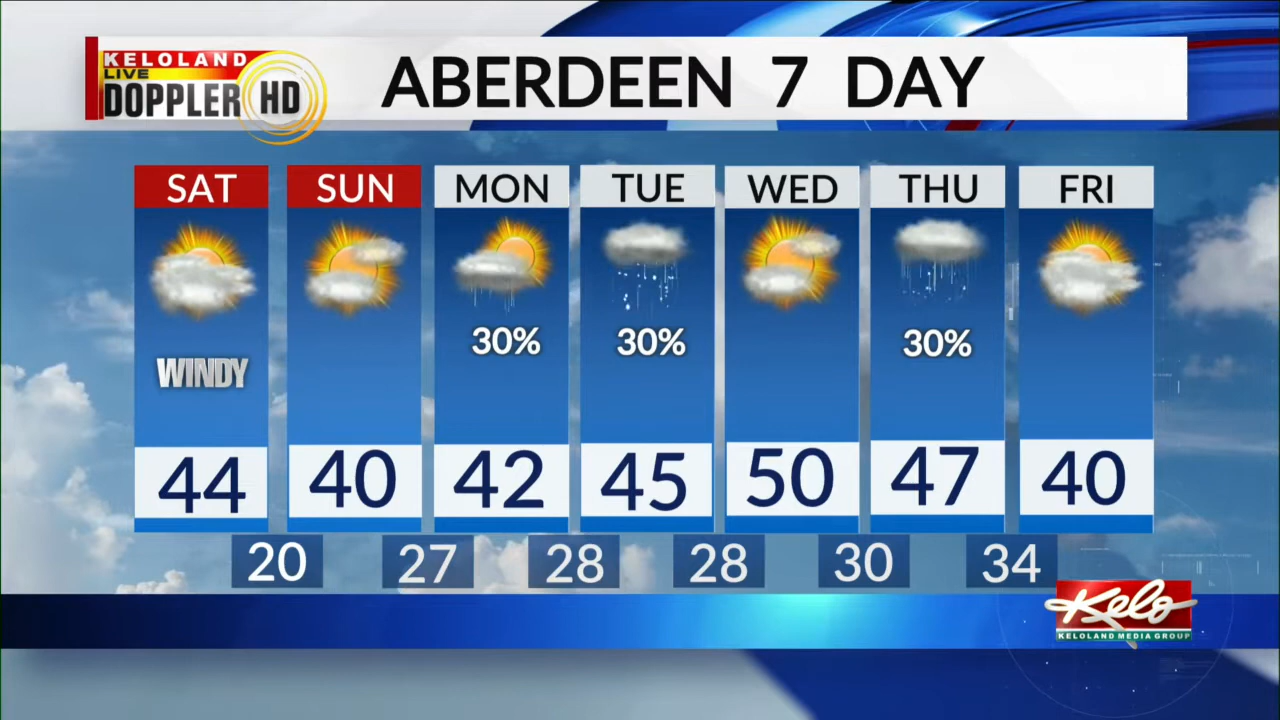 KELOLAND
LIVE
DOPPLER HD
ABERDEEN 7 DAY
SAT SUN MON TUE WED THU FRI
30% 30% 30%
WINDY
44 40 42 45 50 47 40
20 27 28 28 30 34
Kelo
KELOLAND MEDIA GROUP